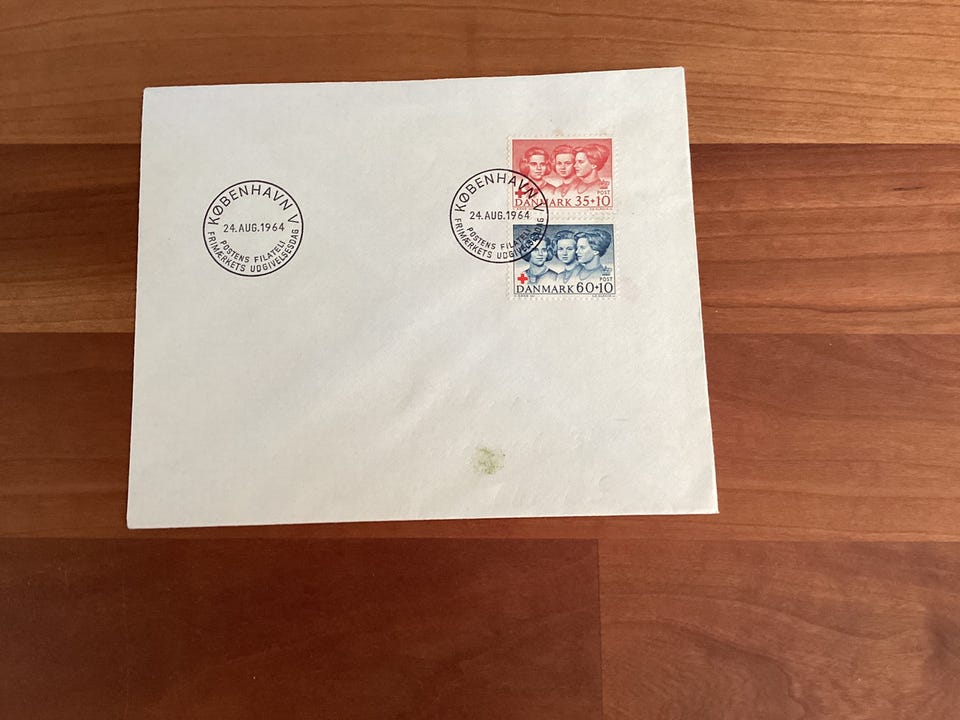 KØBENHAVN V
24.AUG.1964
POSTENS FILATELI
FRIMÆRKETS UDGIVELSESDAG
KØBENHAVN V
24.AUG.1964
POSTENS FILATELI
FRIMÆRKETS UDGIVELSESDAG
POST
DANMARK 35+10
POST
DANMARK 60+10